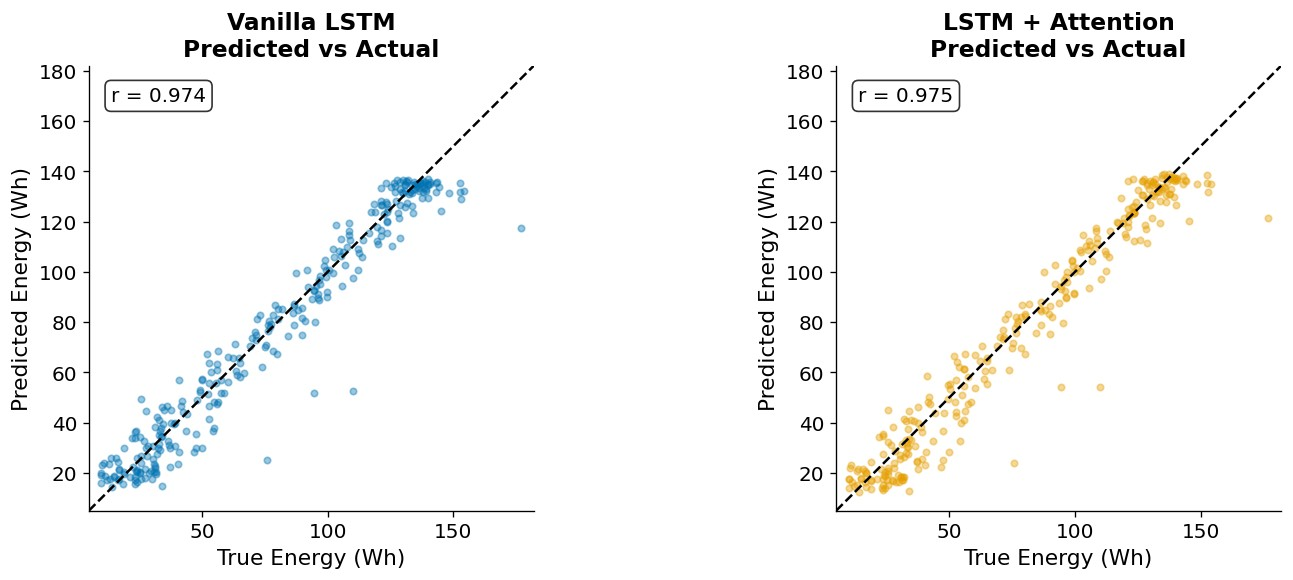 Vanilla LSTM
Predicted vs Actual
r = 0.974
180
160
140
120
100
80
60
40
20
Predicted Energy (Wh)
50
100
150
True Energy (Wh)
LSTM + Attention
Predicted vs Actual
r = 0.975
180
160
140
120
100
80
60
40
20
Predicted Energy (Wh)
50
100
150
True Energy (Wh)